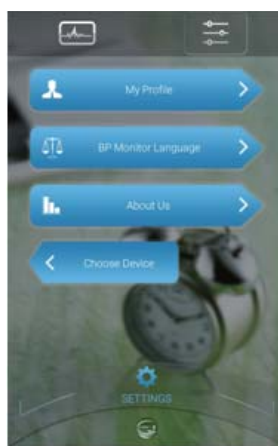 My Profile
BP Monitor Language
About Us
Choose Device
SETTINGS